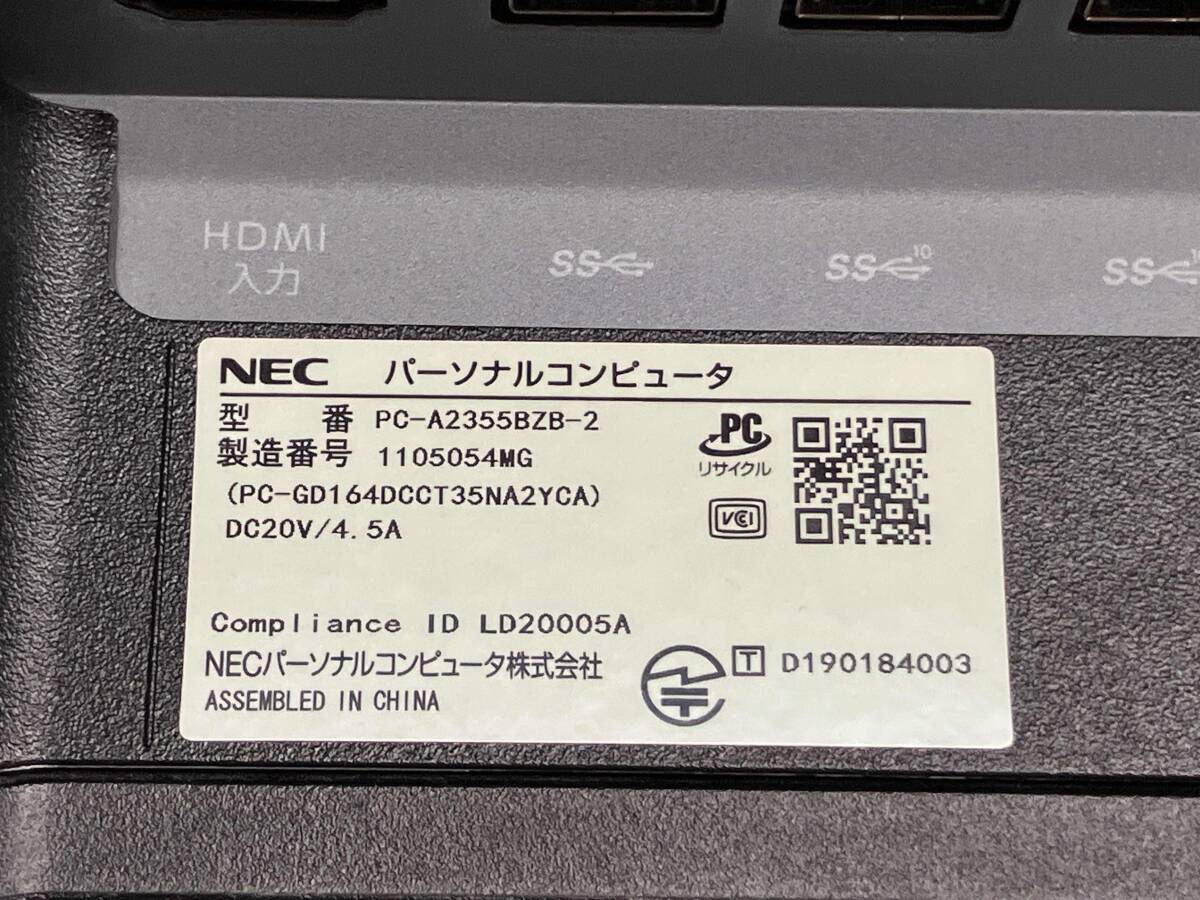 HDMI
入力
SS
SS 10
SS 10
NEC パーソナルコンピュータ
型 番 PC-A2355BZB-2
製造番号 1105054MG
(PC-GD164DCCT35NA2YCA)
DC20V/4.5A
PC
リサイクル
VCCI
Compliance ID LD20005A
NECパーソナルコンピュータ株式会社
ASSEMBLED IN CHINA
T D190184003